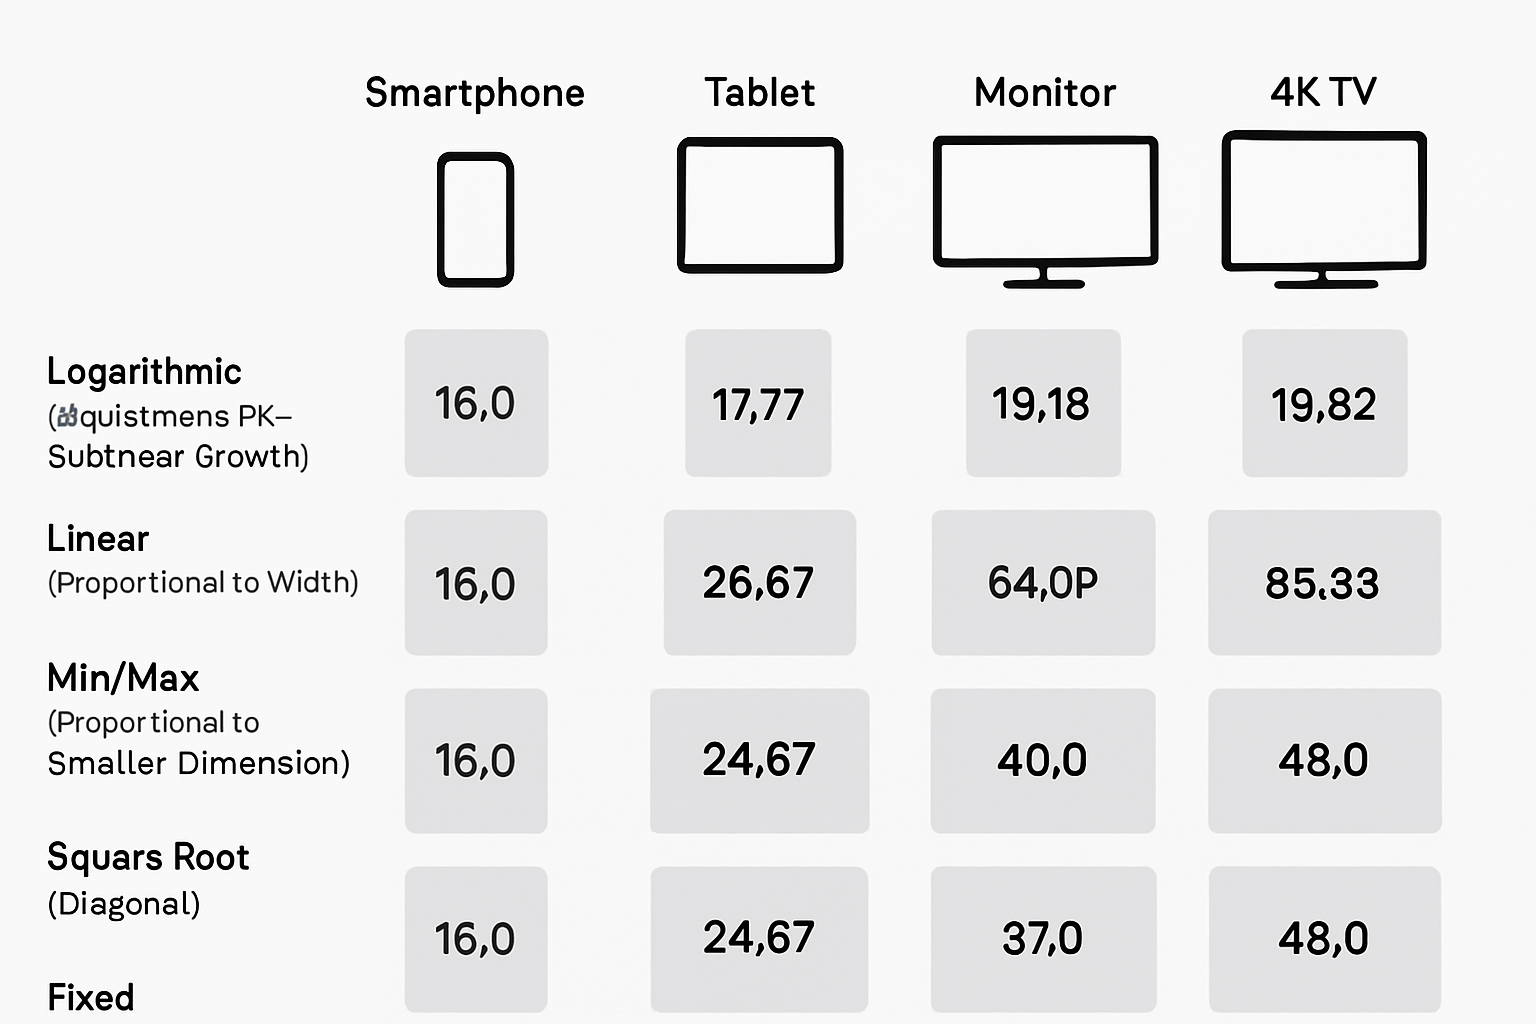 Smartphone Tablet Monitor 4K TV
Logarithmic
16,0 17,77 19,18 19,82
PK–
Subtnear Growth)
Linear
(Proportional to Width)
16,0 26,67 64,0P 85.33
Min/Max
(Proportional to
Smaller Dimension)
16,0 24,67 40,0 48,0
Squars Root
(Diagonal)
16,0 24,67 37,0 48,0
Fixed